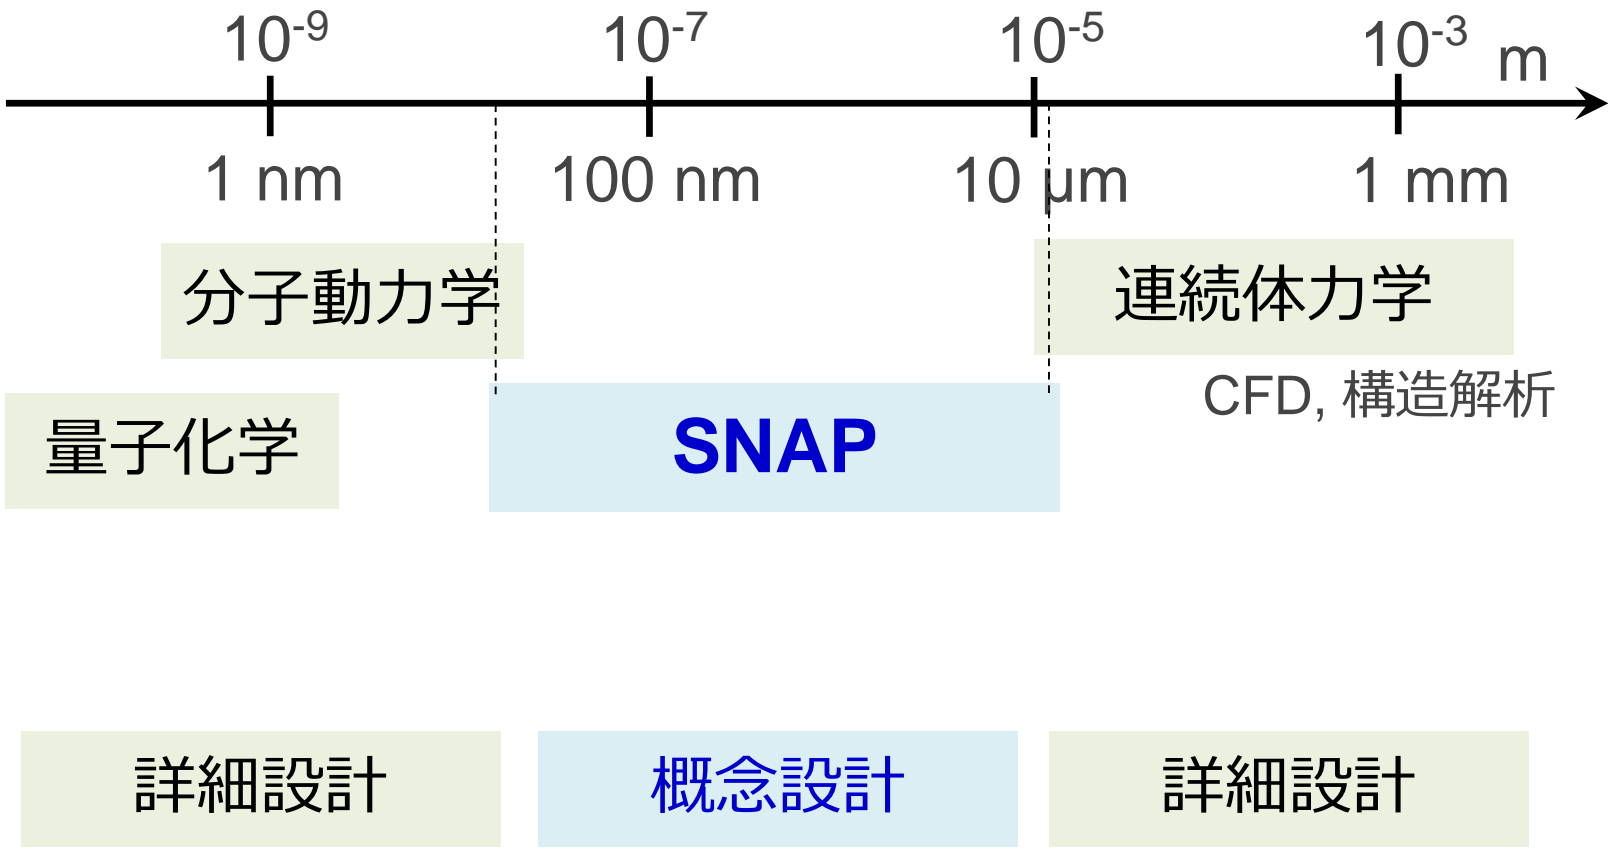 10⁻⁹ 10⁻⁷ 10⁻⁵ 10⁻³ m
1 nm 100 nm 10 µm 1 mm
分子動力学 連続体力学
CFD, 構造解析
量子化学 SNAP
詳細設計 概念設計 詳細設計